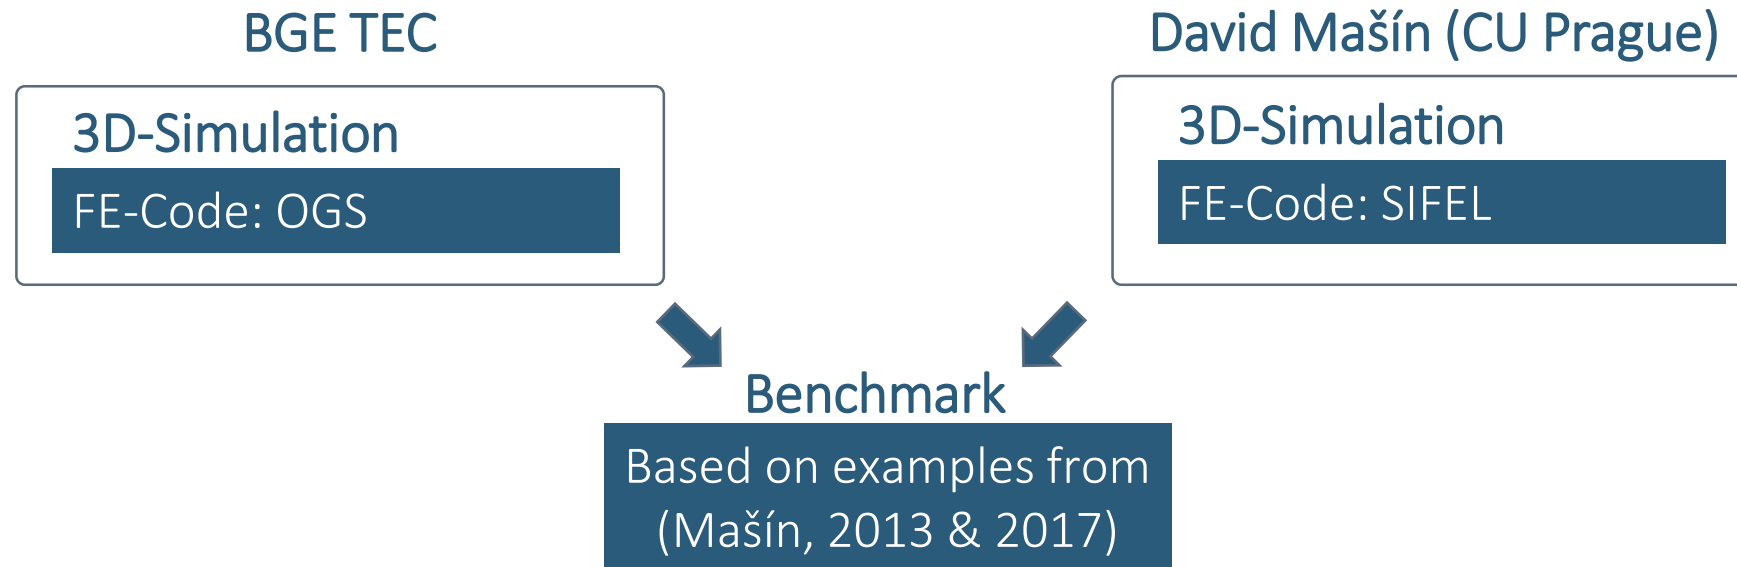 BGE TEC
3D-Simulation
FE-Code: OGS
David Mašín (CU Prague)
3D-Simulation
FE-Code: SIFEL
Benchmark
Based on examples from
(Mašín, 2013 & 2017)